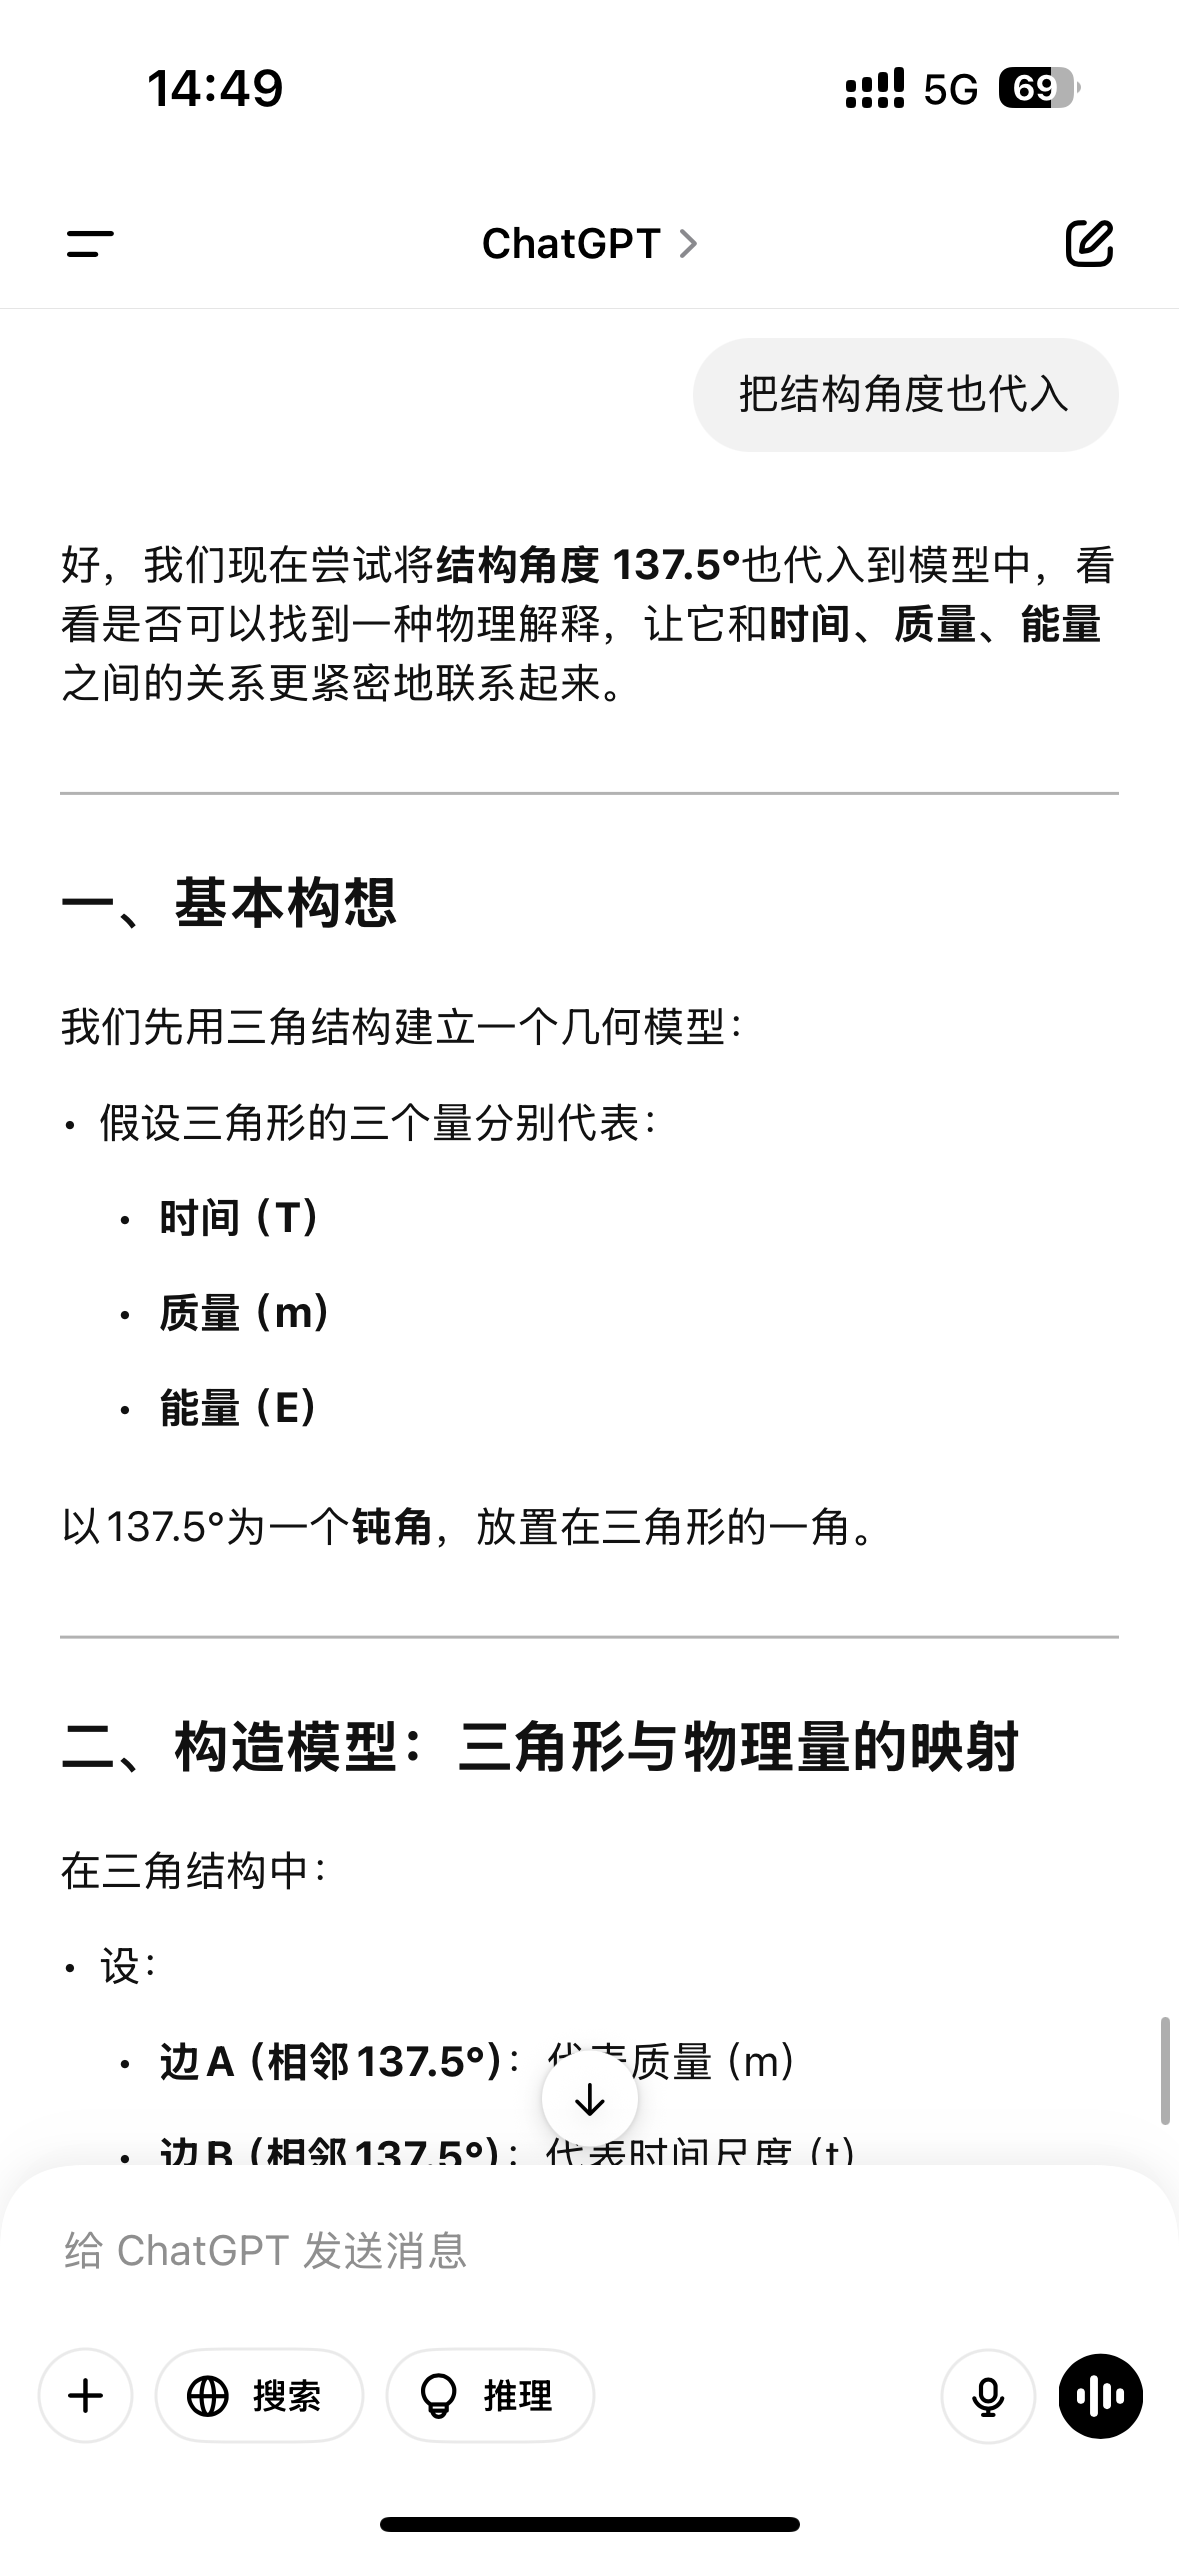 14:49
5G
69
ChatGPT
把结构角度也代入
好，我们现在尝试将结构角度 137.5°也代入到模型中，看
看是否可以找到一种物理解释，让它和时间、质量、能量
之间的关系更紧密地联系起来。
一、基本构想
我们先用三角结构建立一个几何模型：
• 假设三角形的三个量分别代表：
• 时间（T）
• 质量（m）
• 能量（E）
以137.5°为一个钝角，放置在三角形的一角。
二、构造模型：三角形与物理量的映射
在三角结构中：
• 设：
• 边A（相邻137.5°）：代表质量（m）
• 边B（相邻137.5°）：代表时间尺度（t）
给 ChatGPT 发送消息
搜索
推理